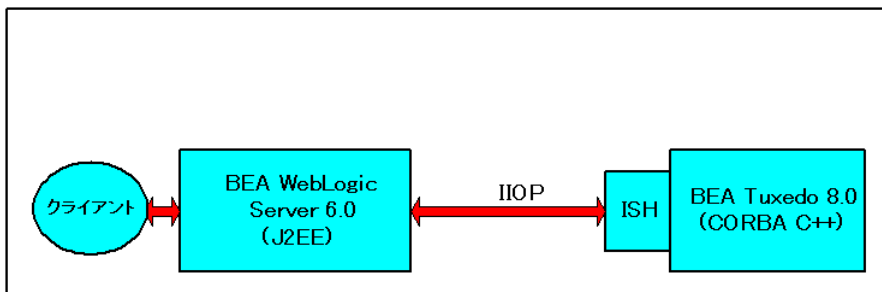 クライアント
BEA WebLogic
Server 6.0
(J2EE)
IIOP
ISH
BEA Tuxedo 8.0
(CORBA C++)